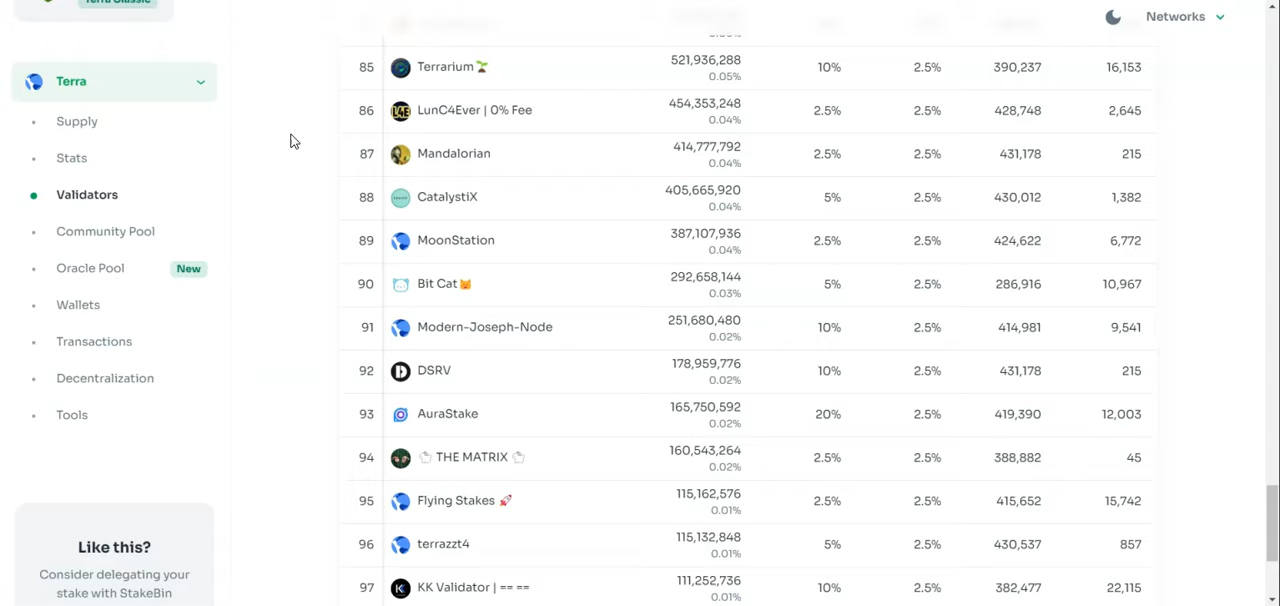 Terra Classic
Networks
Terra
Supply
Stats
Validators
Community Pool
Oracle Pool New
Wallets
Transactions
Decentralization
Tools
Like this?
Consider delegating your
stake with StakeBin
85 Terrarium🌱 521,936,288 10% 2.5% 390,237 16,153
0.05%
86 LunC4Ever | 0% Fee 454,353,248 2.5% 2.5% 428,748 2,645
0.04%
87 Mandalorian 414,777,792 2.5% 2.5% 431,178 215
0.04%
88 CatalystiX 405,665,920 5% 2.5% 430,012 1,382
0.04%
89 MoonStation 387,107,936 2.5% 2.5% 424,622 6,772
0.04%
90 Bit Cat🐱 292,658,144 5% 2.5% 286,916 10,967
0.03%
91 Modern-Joseph-Node 251,680,480 10% 2.5% 414,981 9,541
0.02%
92 DSRV 178,959,776 10% 2.5% 431,178 215
0.02%
93 AuraStake 165,750,592 20% 2.5% 419,390 12,003
0.02%
94 THE MATRIX 160,543,264 2.5% 2.5% 388,882 45
0.02%
95 Flying Stakes 🚀 115,162,576 2.5% 2.5% 415,652 15,742
0.01%
96 terrazzt4 115,132,848 5% 2.5% 430,537 857
0.01%
97 KK Validator | == == 111,252,736 10% 2.5% 382,477 22,115
0.01%